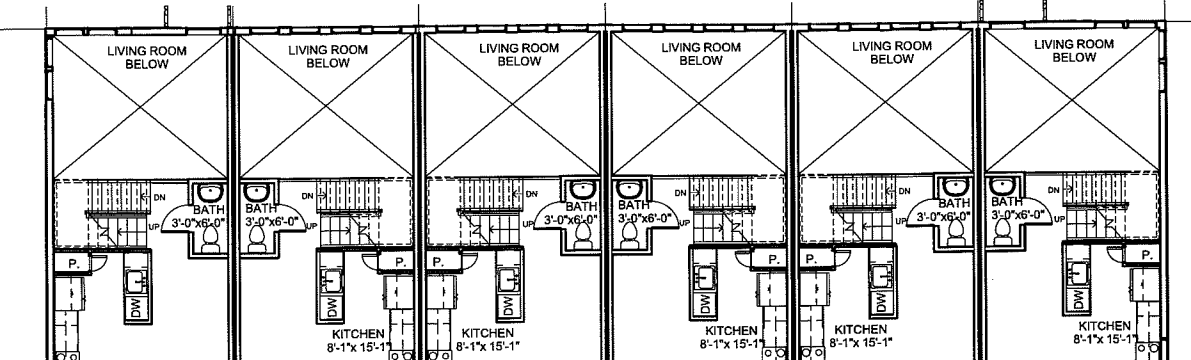 LIVING ROOM
BELOW
LIVING ROOM
BELOW
LIVING ROOM
BELOW
LIVING ROOM
BELOW
LIVING ROOM
BELOW
LIVING ROOM
BELOW
DN
BATH
3'-0"x6'-0"
UP
BATH
3'-0"x6'-0"
DN
UP
DN
BATH
3'-0"x6'-0"
UP
BATH
3'-0"x6'-0"
DN
UP
DN
BATH
3'-0"x6'-0"
UP
BATH
3'-0"x6'-0"
DN
UP
P.
DW
DW
P.
P.
DW
DW
P.
P.
DW
DW
P.
KITCHEN
8'-1"x 15'-1"
KITCHEN
8'-1"x 15'-1"
KITCHEN
8'-1"x 15'-1"
KITCHEN
8'-1"x 15'-1"
KITCHEN
8'-1"x 15'-1"